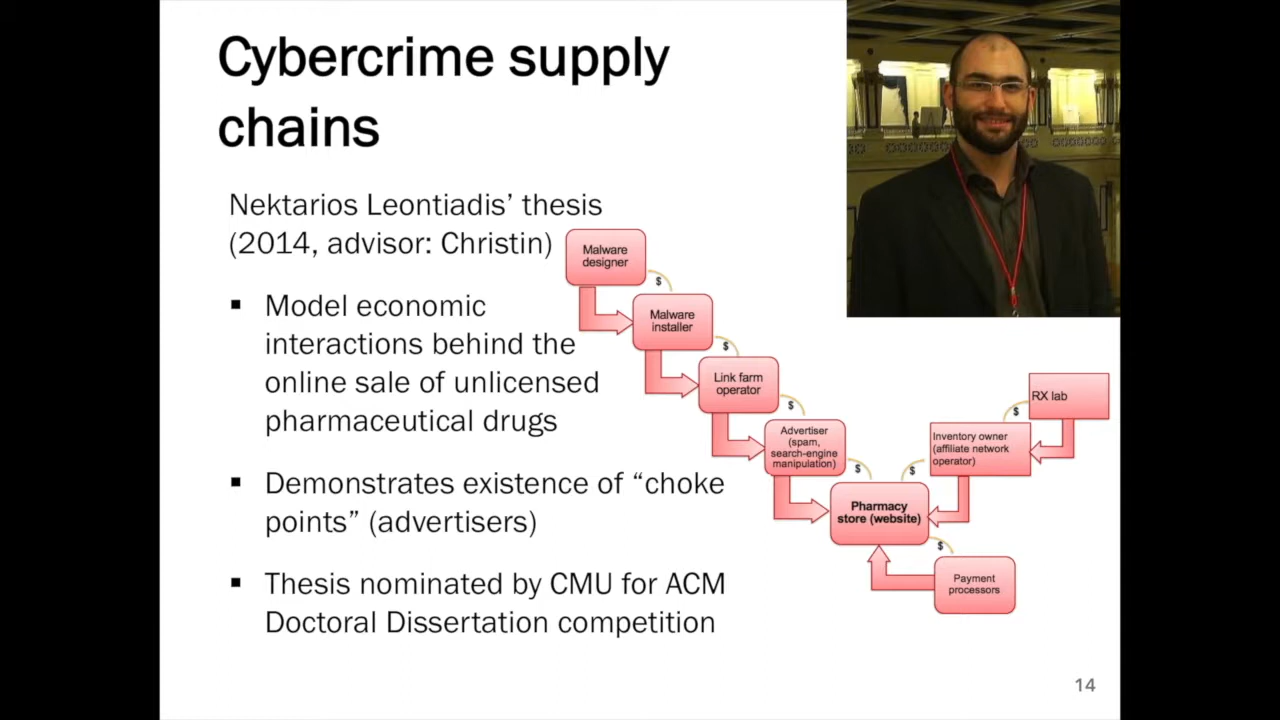 Cybercrime supply
chains
Nektarios Leontiadis’ thesis
(2014, advisor: Christin)
▪ Model economic
interactions behind the
online sale of unlicensed
pharmaceutical drugs
▪ Demonstrates existence of “choke
points” (advertisers)
▪ Thesis nominated by CMU for ACM
Doctoral Dissertation competition
Malware
designer
$
Malware
installer
$
Link farm
operator
$
Advertiser
(spam,
search-engine
manipulation)
$
RX lab
$
Inventory owner
(affiliate network
operator)
$
Pharmacy
store (website)
$
Payment
processors
14